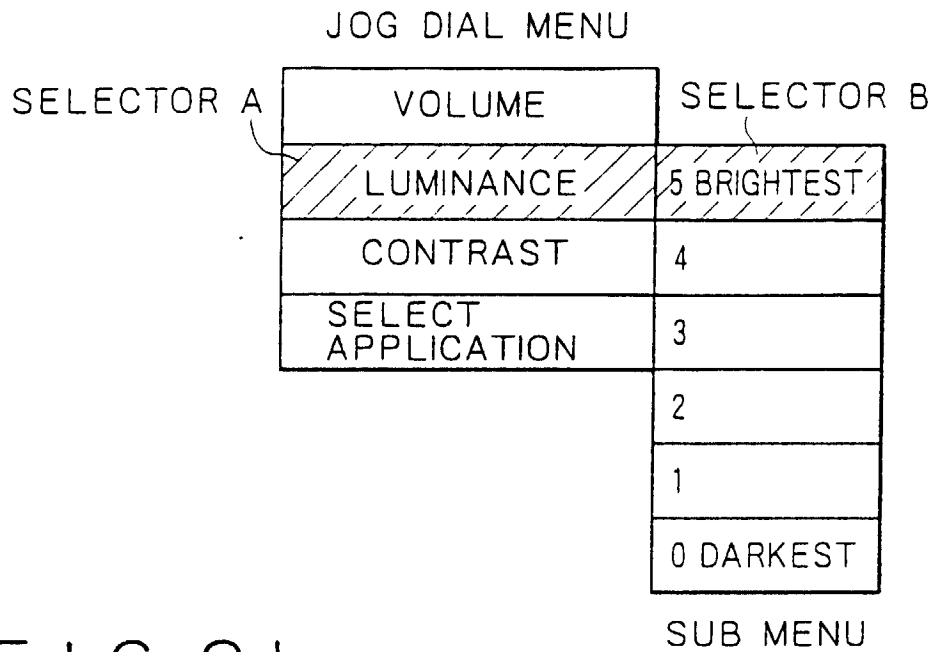 JOG DIAL MENU
SELECTOR A
VOLUME
SELECTOR B
LUMINANCE
5 BRIGHTEST
CONTRAST
4
SELECT
APPLICATION
3
2
1
0 DARKEST
SUB MENU